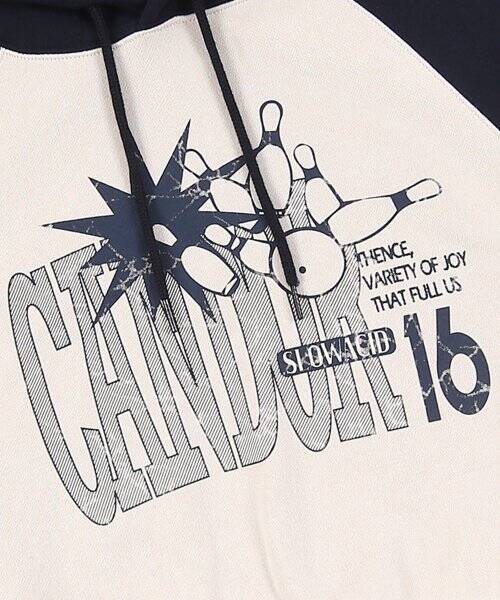 THENCE,
VARIETY OF JOY
THAT FULL US
CANDOR
SLOWACID
16